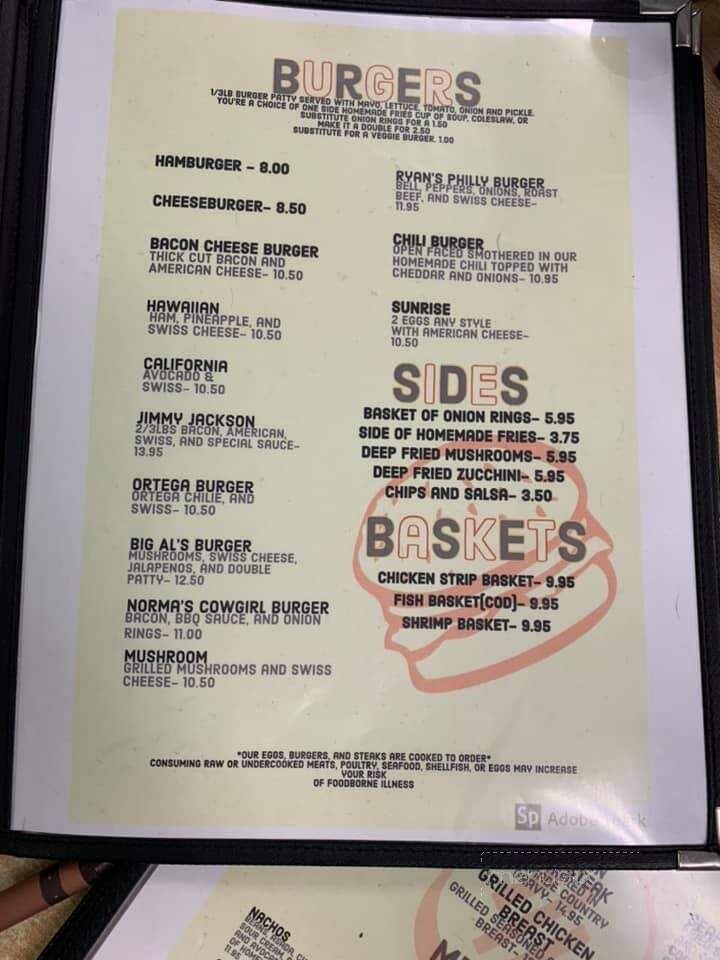 BURGERS
1/3LB BURGER PATTY SERVED WITH MAYO, LETTUCE, TOMATO, ONION AND PICKLE.
YOU'RE A CHOICE OF ONE SIDE HOMEMADE FRIES CUP OF SOUP, COLESLAW, OR
SUBSTITUTE ONION RINGS FOR A 1.50
MAKE IT A DOUBLE FOR 2.50
SUBSTITUTE FOR A VEGGIE BURGER. 1.00
HAMBURGER - 8.00
CHEESEBURGER- 8.50
BACON CHEESE BURGER
THICK CUT BACON AND
AMERICAN CHEESE- 10.50
HAWAIIAN
HAM, PINEAPPLE, AND
SWISS CHEESE- 10.50
CALIFORNIA
AVOCADO &
SWISS- 10.50
JIMMY JACKSON
2/3LBS BACON, AMERICAN,
SWISS, AND SPECIAL SAUCE-
13.95
ORTEGA BURGER
ORTEGA CHILIE, AND
SWISS- 10.50
BIG AL'S BURGER
MUSHROOMS, SWISS CHEESE,
JALAPENOS, AND DOUBLE
PATTY- 12.50
NORMA'S COWGIRL BURGER
BACON, BBQ SAUCE, AND ONION
RINGS- 11.00
MUSHROOM
GRILLED MUSHROOMS AND SWISS
CHEESE- 10.50
RYAN'S PHILLY BURGER
BELL PEPPERS, ONIONS, ROAST
BEEF, AND SWISS CHEESE-
11.95
CHILI BURGER
OPEN FACED SMOTHERED IN OUR
HOMEMADE CHILI TOPPED WITH
CHEDDAR AND ONIONS- 10.95
SUNRISE
2 EGGS ANY STYLE
WITH AMERICAN CHEESE-
10.50
SIDES
BASKET OF ONION RINGS- 5.95
SIDE OF HOMEMADE FRIES- 3.75
DEEP FRIED MUSHROOMS- 5.95
DEEP FRIED ZUCCHINI- 5.95
CHIPS AND SALSA- 3.50
BASKETS
CHICKEN STRIP BASKET- 9.95
FISH BASKET(COD)- 9.95
SHRIMP BASKET- 9.95
*OUR EGGS, BURGERS, AND STEAKS ARE COOKED TO ORDER*
CONSUMING RAW OR UNDERCOOKED MEATS, POULTRY, SEAFOOD, SHELLFISH, OR EGGS MAY INCREASE
YOUR RISK
OF FOODBORNE ILLNESS
Sp Adobe
NACHOS
SOUR CREAM,
11.95
STEAK
COUNTRY
GRAVY- 14.95
GRILLED CHICKEN
BREAST
GRILLED SEASONED
BREAST-